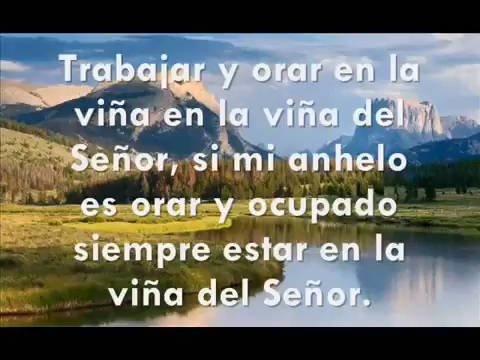 Trabajar y orar en la
viña en la viña del
Señor, si mi anhelo
es orar y ocupado
siempre estar en la
viña del Señor.